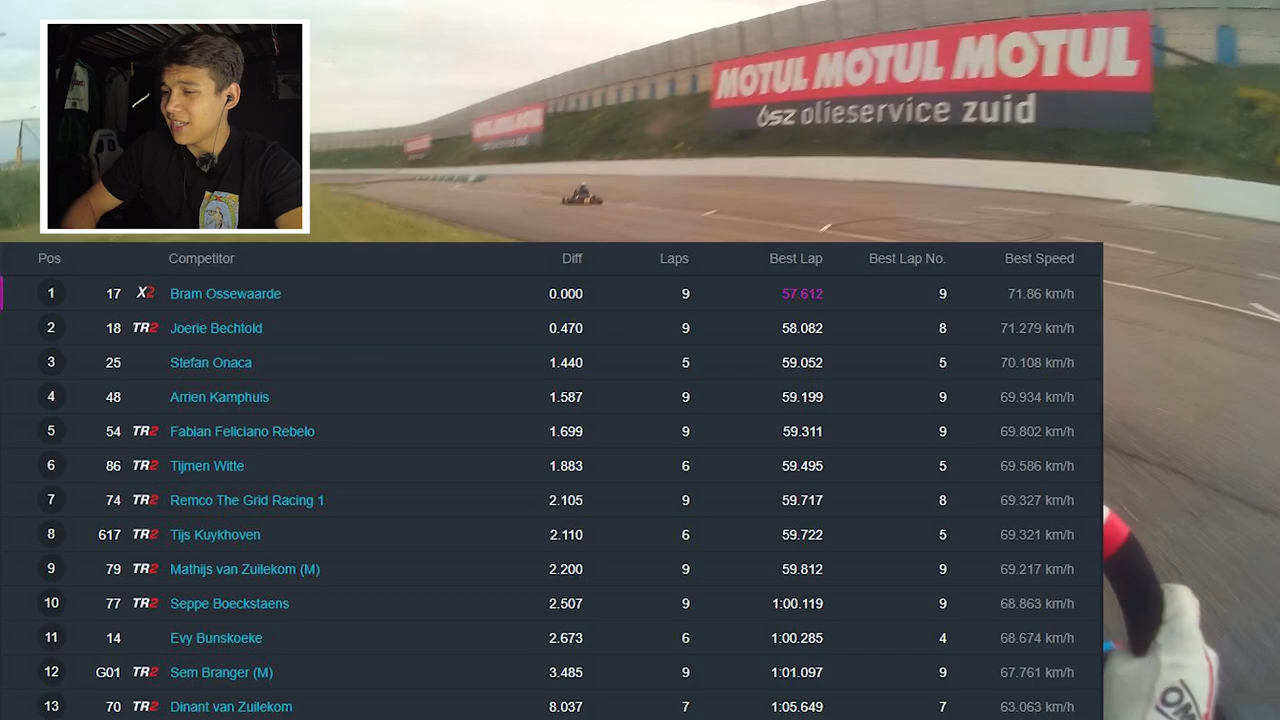 MOTUL MOTUL MOTUL
ósz olieservice zuid
Pos Competitor Diff Laps Best Lap Best Lap No. Best Speed
1 17 X2 Bram Ossewaarde 0.000 9 57.612 9 71.86 km/h
2 18 TR2 Joerie Bechtold 0.470 9 58.082 8 71.279 km/h
3 25 Stefan Onaca 1.440 5 59.052 5 70.108 km/h
4 48 Arrien Kamphuis 1.587 9 59.199 9 69.934 km/h
5 54 TR2 Fabian Feliciano Rebelo 1.699 9 59.311 9 69.802 km/h
6 86 TR2 Tijmen Witte 1.883 6 59.495 5 69.586 km/h
7 74 TR2 Remco The Grid Racing 1 2.105 9 59.717 8 69.327 km/h
8 617 TR2 Tijs Kuykhoven 2.110 6 59.722 5 69.321 km/h
9 79 TR2 Mathijs van Zuilekom (M) 2.200 9 59.812 9 69.217 km/h
10 77 TR2 Seppe Boeckstaens 2.507 9 1:00.119 9 68.863 km/h
11 14 Evy Bunskoeke 2.673 6 1:00.285 4 68.674 km/h
12 G01 TR2 Sem Branger (M) 3.485 9 1:01.097 9 67.761 km/h
13 70 TR2 Dinant van Zuilekom 8.037 7 1:05.649 7 63.063 km/h